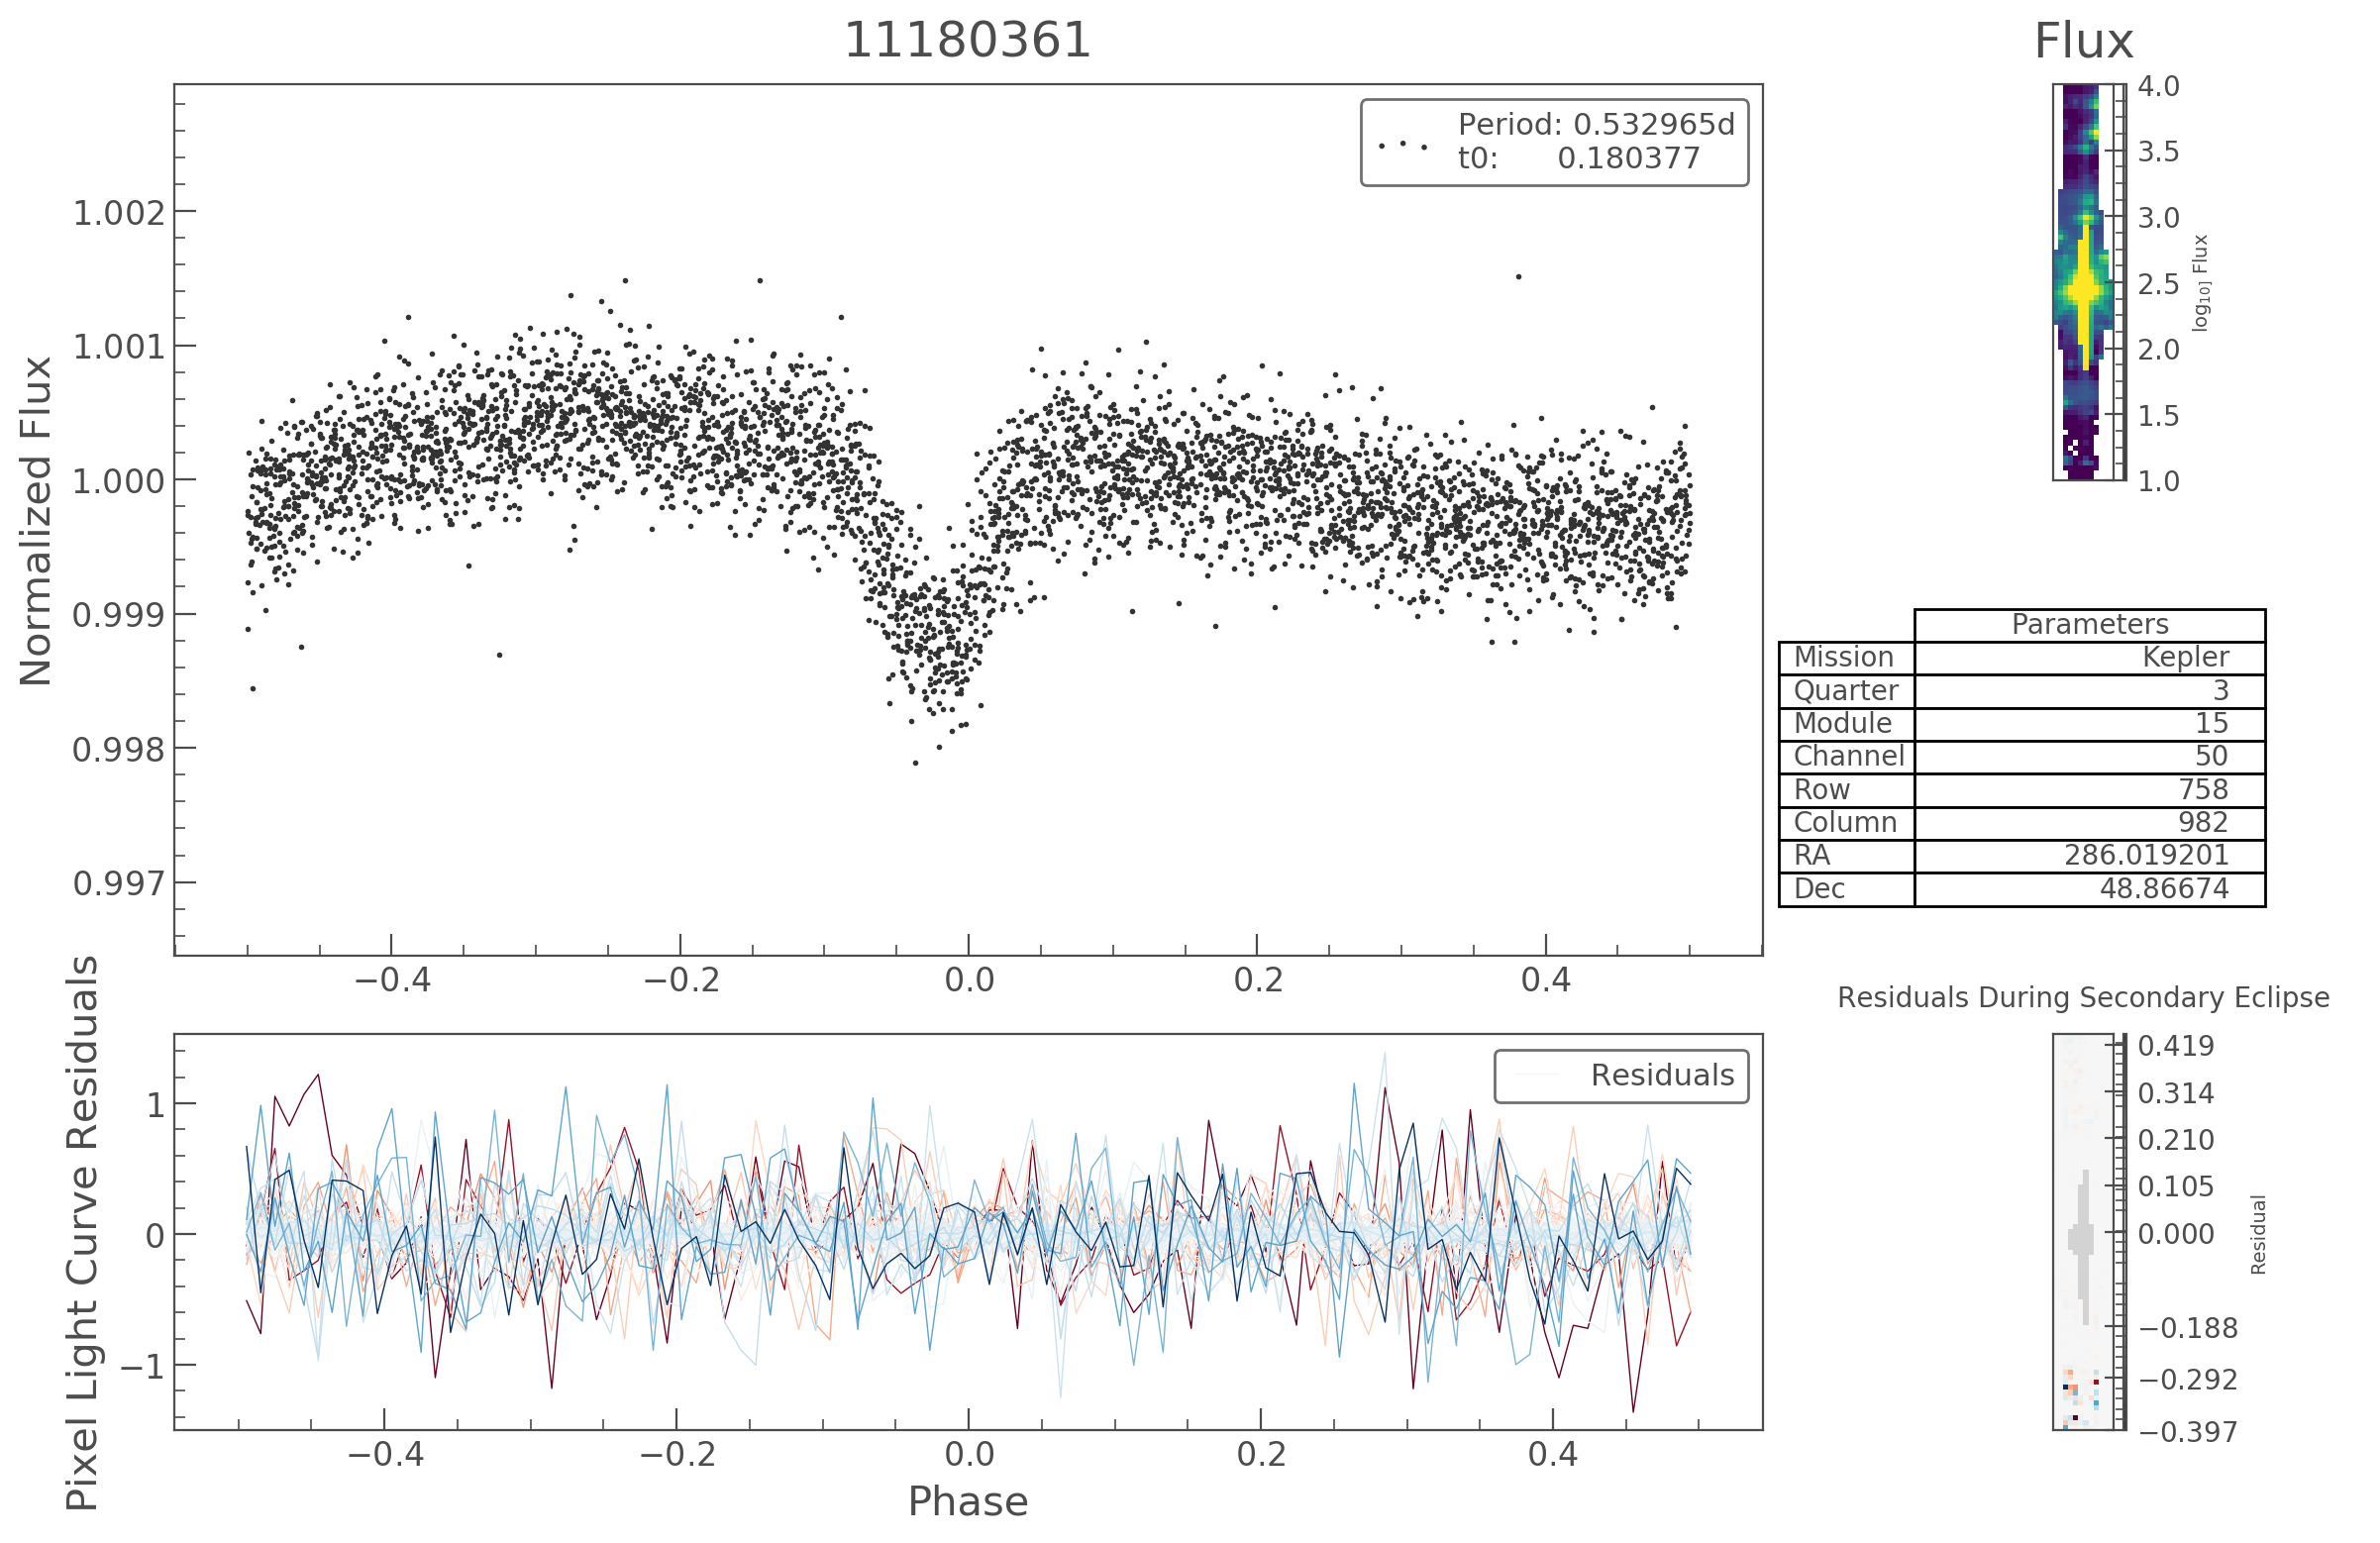 11180361
Flux
Normalized Flux
1.002
1.001
1.000
0.999
0.998
0.997
Period: 0.532965d
t0: 0.180377
−0.4
−0.2
0.0
0.2
0.4
4.0
3.5
3.0
2.5
2.0
1.5
1.0
log10] Flux
Parameters
Mission Kepler
Quarter 3
Module 15
Channel 50
Row 758
Column 982
RA 286.019201
Dec 48.86674
Pixel Light Curve Residuals
1
0
−1
Residuals
−0.4
−0.2
0.0
0.2
0.4
Phase
Residuals During Secondary Eclipse
0.419
0.314
0.210
0.105
0.000
−0.188
−0.292
−0.397
Residual